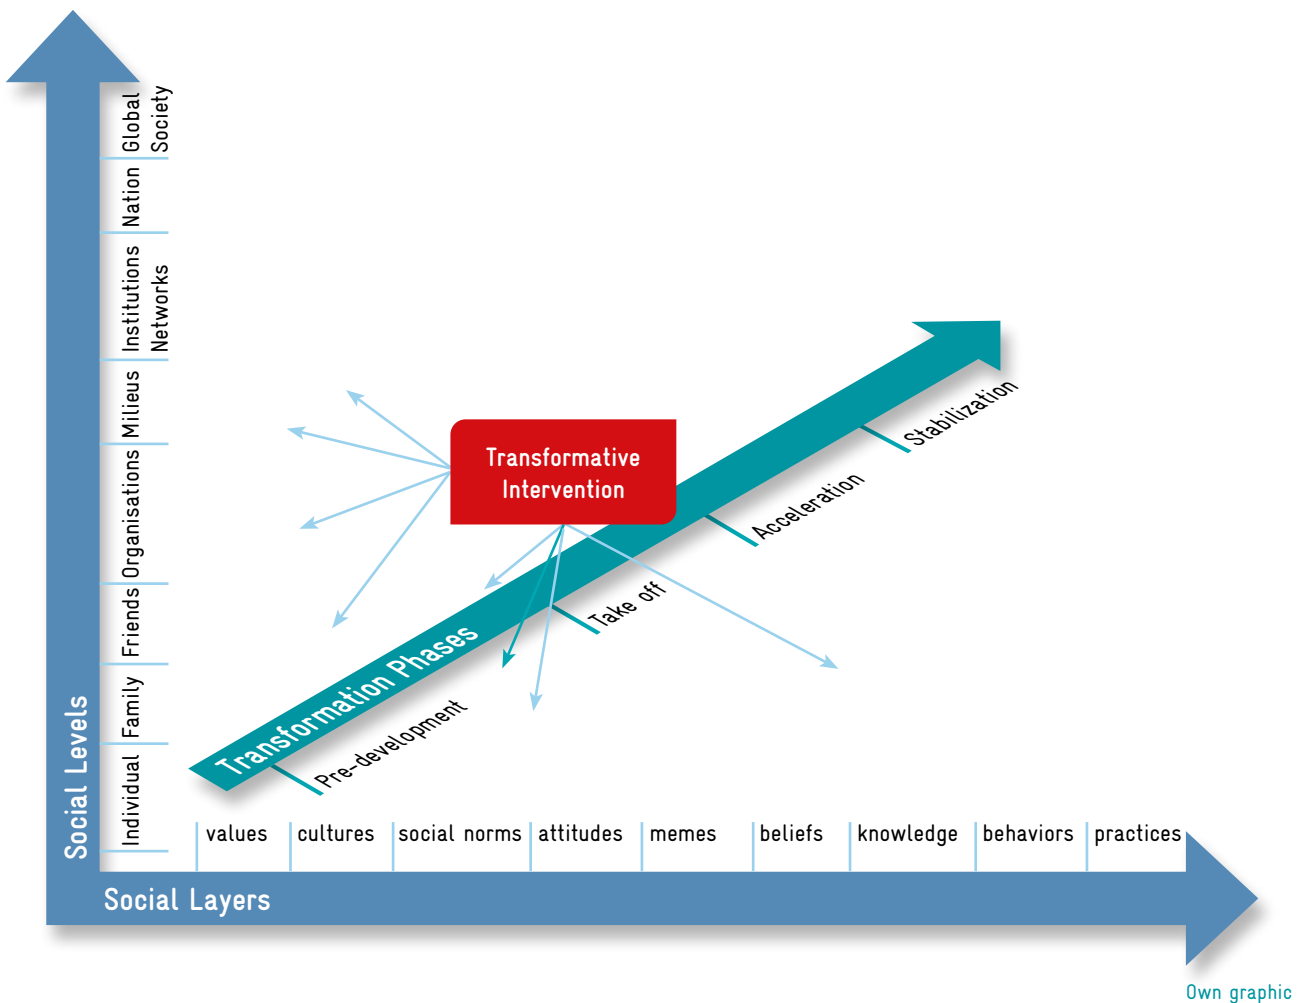 Global
Society
Nation
Institutions
Networks
Milieus
Organisations
Friends
Family
Individual
Social Levels
Transformative
Intervention
Transformation Phases
Pre-development
Take off
Acceleration
Stabilization
values
cultures
social norms
attitudes
memes
beliefs
knowledge
behaviors
practices
Social Layers
Own graphic